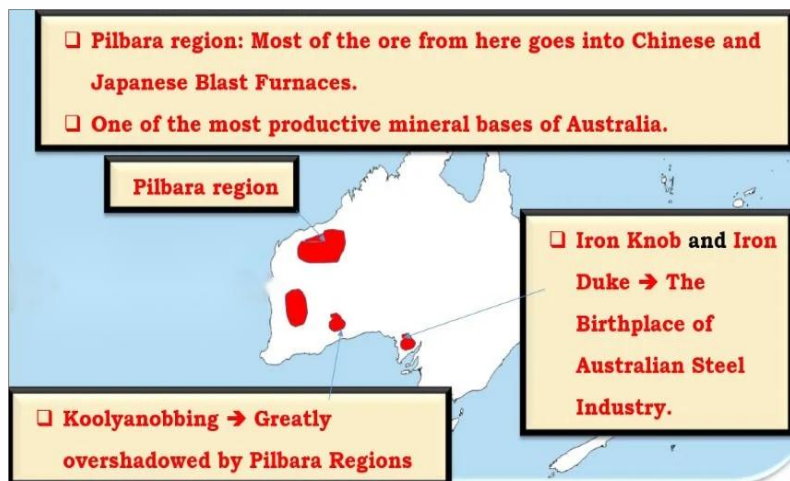 ❑ Pilbara region: Most of the ore from here goes into Chinese and
Japanese Blast Furnaces.
❑ One of the most productive mineral bases of Australia.
Pilbara region
❑ Iron Knob and Iron
Duke ➔ The
Birthplace of
Australian Steel
Industry.
❑ Koolyanobbing ➔ Greatly
overshadowed by Pilbara Regions